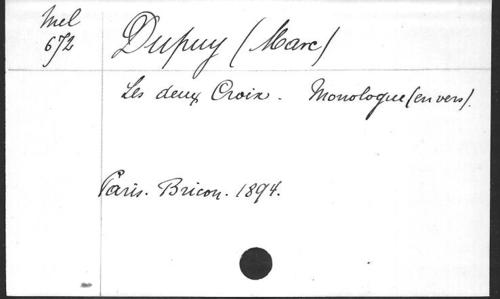 Mel
672
Dupuy (Marc)
Les deux Croix. Monologue (en vers).
Paris. Bricon. 1894.